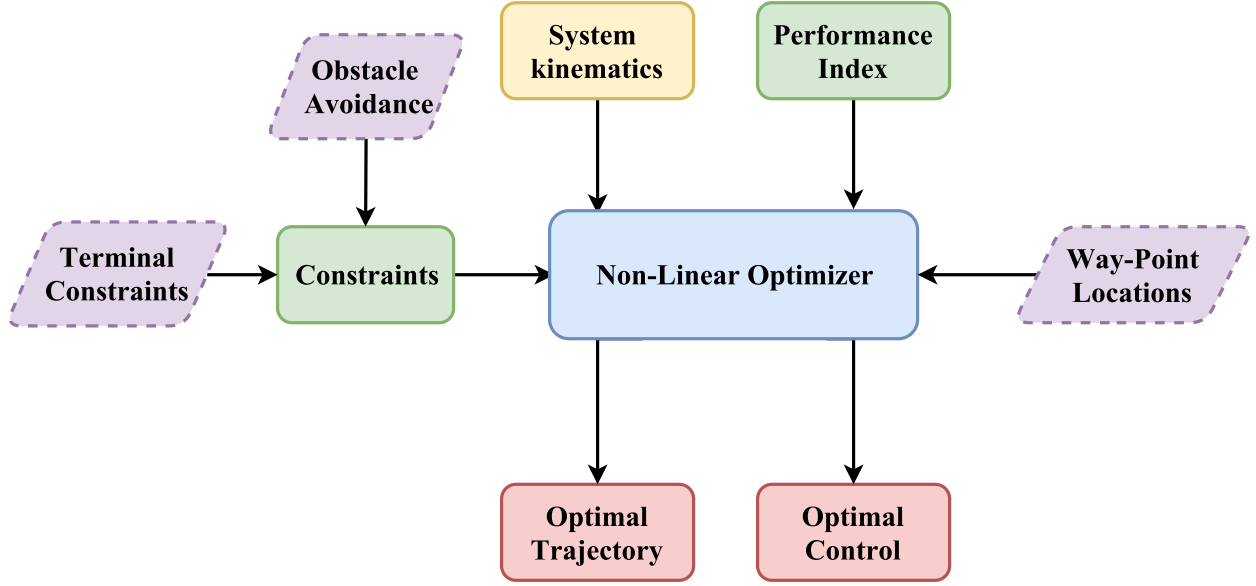 System
kinematics
Performance
Index
Obstacle
Avoidance
Terminal
Constraints
Constraints
Non-Linear Optimizer
Way-Point
Locations
Optimal
Trajectory
Optimal
Control